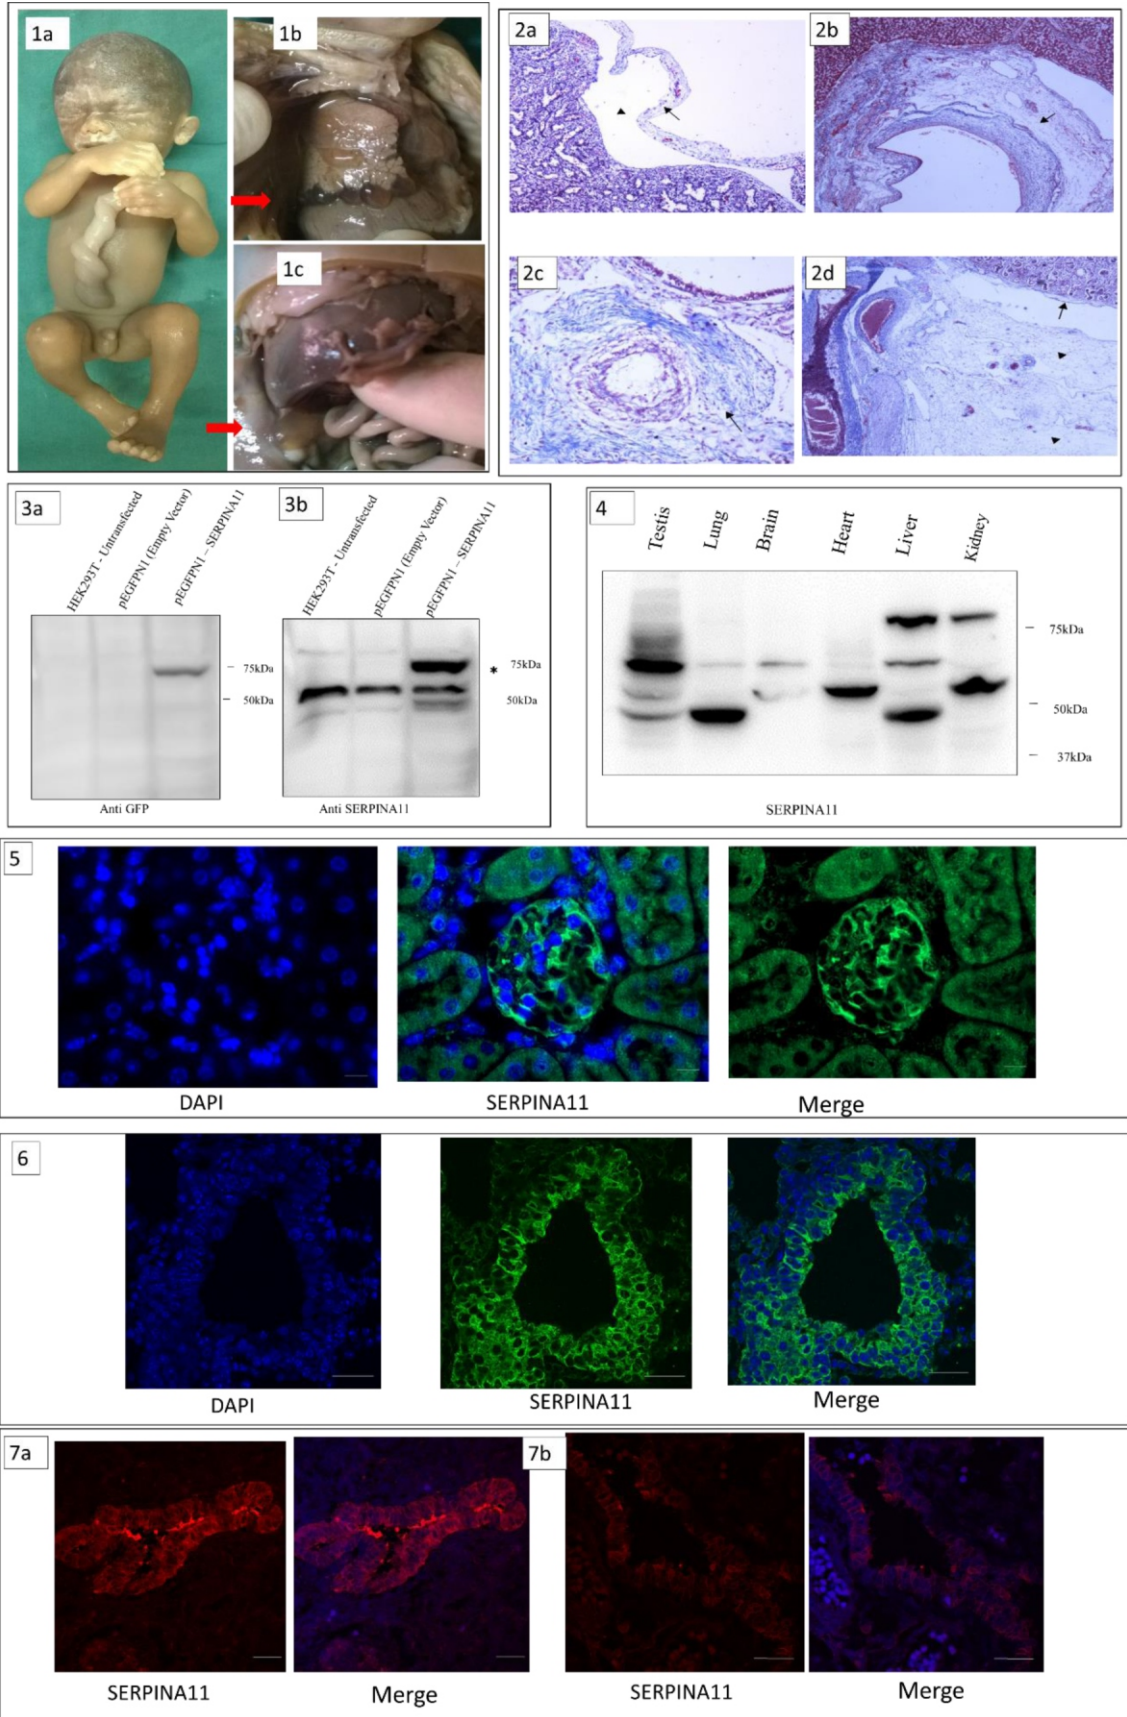 1a
1b
1c
2a
2b
2c
2d
3a
HEK293T - Untransfected
pEGFPN1 (Empty Vector)
pEGFPN1 – SERPINA11
75kDa
50kDa
Anti GFP
3b
HEK293T - Untransfected
pEGFPN1 (Empty Vector)
pEGFPN1 – SERPINA11
* 75kDa
50kDa
Anti SERPINA11
4
Testis
Lung
Brain
Heart
Liver
Kidney
75kDa
50kDa
37kDa
SERPINA11
5
DAPI
SERPINA11
Merge
6
DAPI
SERPINA11
Merge
7a
SERPINA11
Merge
7b
SERPINA11
Merge